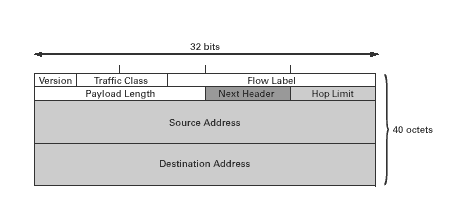 32 bits
Version Traffic Class Flow Label
Payload Length Next Header Hop Limit
Source Address
40 octets
Destination Address